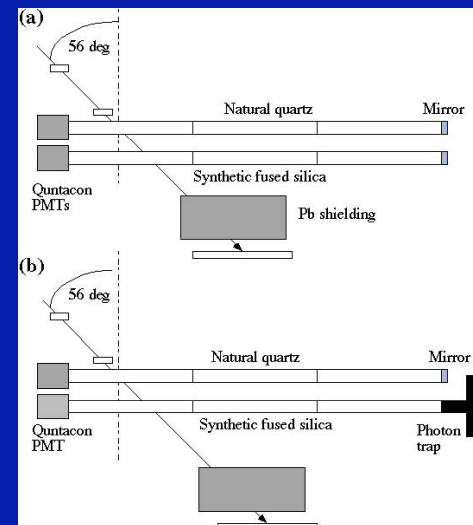 (a)
56 deg
Natural quartz
Mirror
Quntacon
PMTs
Synthetic fused silica
Pb shielding
(b)
56 deg
Natural quartz
Mirror
Quntacon
PMT
Synthetic fused silica
Photon
trap